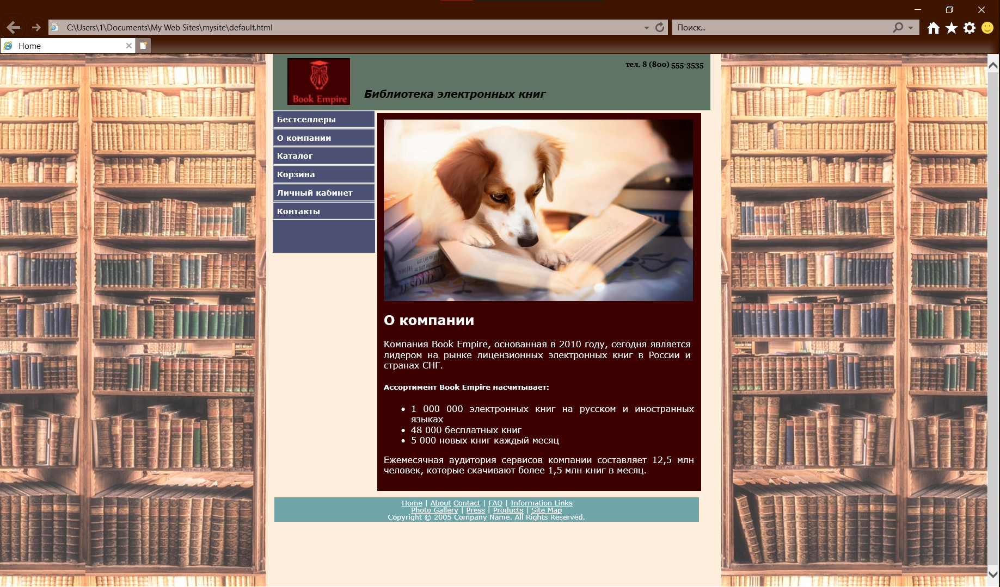 C:\Users\1\Documents\My Web Sites\mysite\default.html
Поиск...
Home
Book Empire
тел. 8 (800) 555-3535
Библиотека электронных книг
Бестселлеры
О компании
Каталог
Корзина
Личный кабинет
Контакты
О компании
Компания Book Empire, основанная в 2010 году, сегодня является
лидером на рынке лицензионных электронных книг в России и
странах СНГ.
Ассортимент Book Empire насчитывает:
• 1 000 000 электронных книг на русском и иностранных
языках
• 48 000 бесплатных книг
• 5 000 новых книг каждый месяц
Ежемесячная аудитория сервисов компании составляет 12,5 млн
человек, которые скачивают более 1,5 млн книг в месяц.
Home | About Contact | FAQ | Information Links
Photo Gallery | Press | Products | Site Map
Copyright © 2005 Company Name. All Rights Reserved.